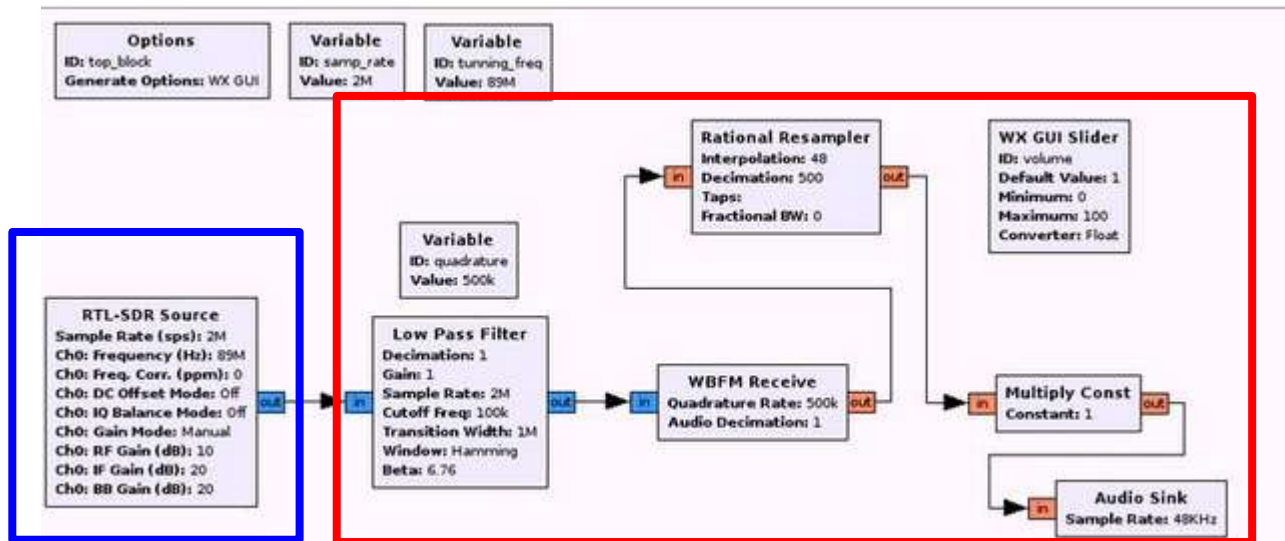 Options
ID: top_block
Generate Options: WX GUI
Variable
ID: samp_rate
Value: 2M
Variable
ID: tunning_freq
Value: 89M
Rational Resampler
Interpolation: 48
Decimation: 500
Taps:
Fractional BW: 0
in
out
WX GUI Slider
ID: volume
Default Value: 1
Minimum: 0
Maximum: 100
Converter: Float
Variable
ID: quadrature
Value: 500k
RTL-SDR Source
Sample Rate (sps): 2M
Ch0: Frequency (Hz): 89M
Ch0: Freq. Corr. (ppm): 0
Ch0: DC Offset Mode: Off
Ch0: IQ Balance Mode: Off
Ch0: Gain Mode: Manual
Ch0: RF Gain (dB): 10
Ch0: IF Gain (dB): 20
Ch0: BB Gain (dB): 20
out
in
Low Pass Filter
Decimation: 1
Gain: 1
Sample Rate: 2M
Cutoff Freq: 100k
Transition Width: 1M
Window: Hamming
Beta: 6.76
out
in
WBFM Receive
Quadrature Rate: 500k
Audio Decimation: 1
out
in
Multiply Const
Constant: 1
out
in
Audio Sink
Sample Rate: 48KHz